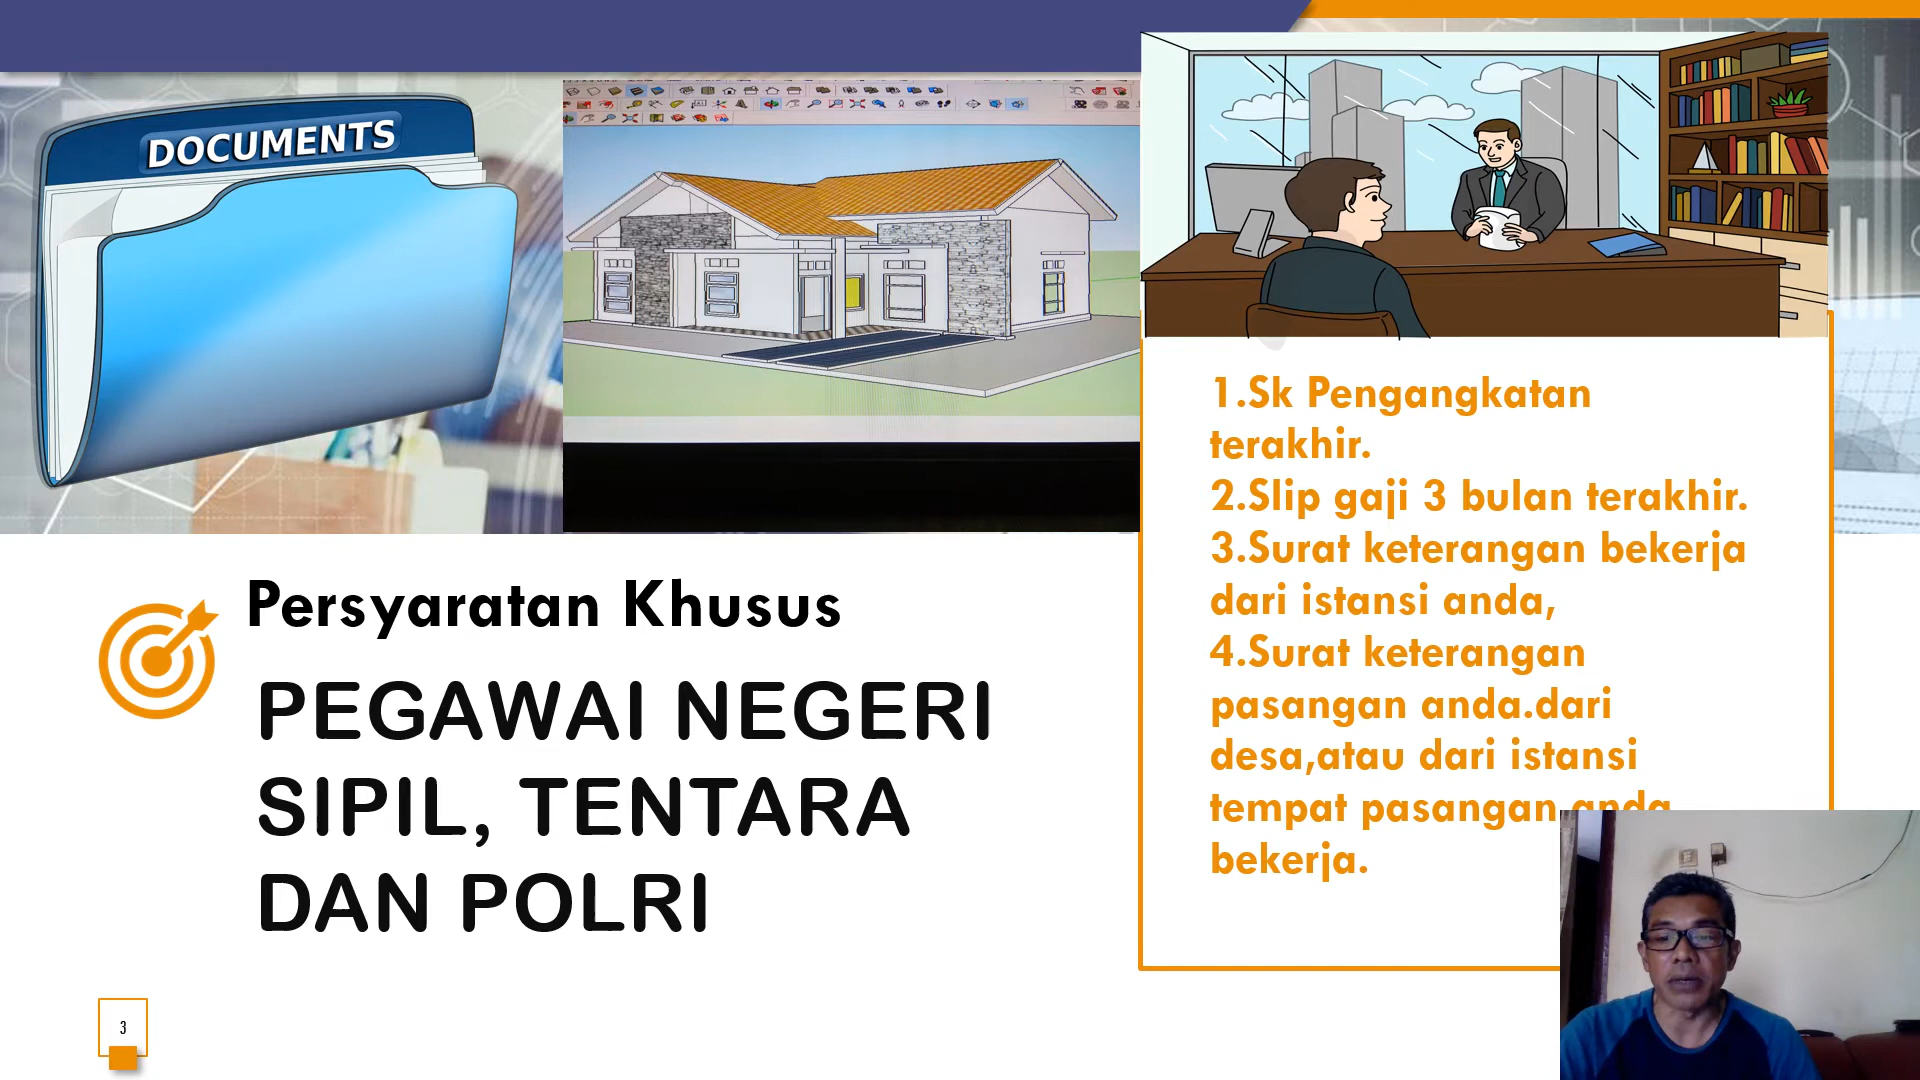 DOCUMENTS
Persyaratan Khusus
PEGAWAI NEGERI
SIPIL, TENTARA
DAN POLRI
1.Sk Pengangkatan
terakhir.
2.Slip gaji 3 bulan terakhir.
3.Surat keterangan bekerja
dari istansi anda,
4.Surat keterangan
pasangan anda.dari
desa,atau dari istansi
tempat pasangan anda
bekerja.
3